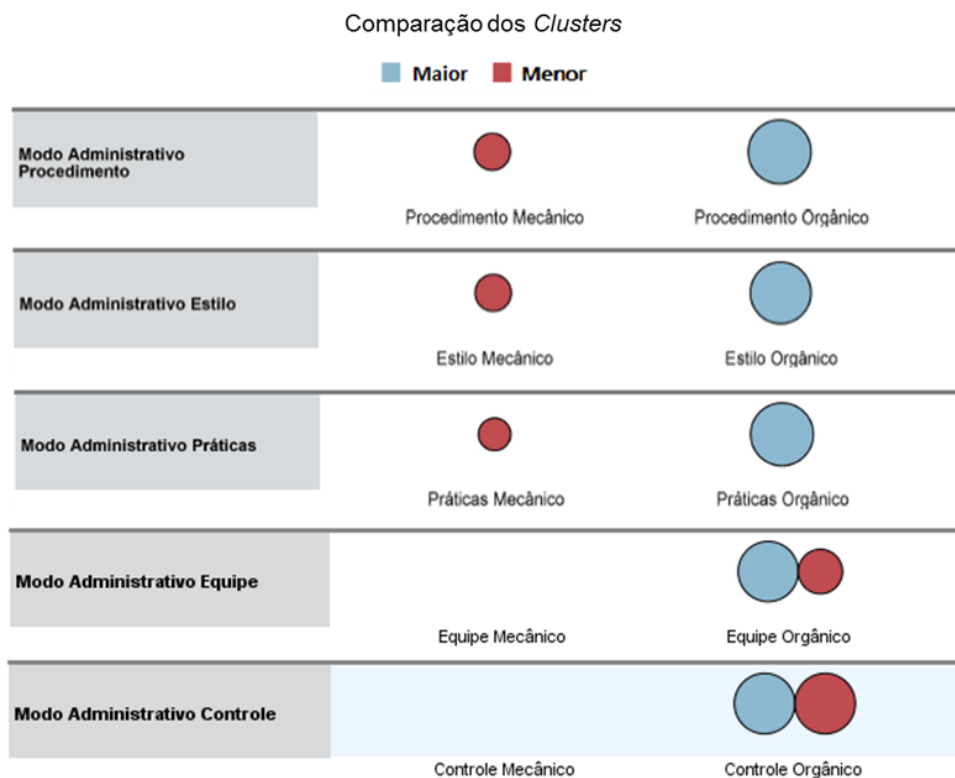 Comparação dos Clusters
Maior Menor
Modo Administrativo
Procedimento
Procedimento Mecânico Procedimento Orgânico
Modo Administrativo Estilo
Estilo Mecânico Estilo Orgânico
Modo Administrativo Práticas
Práticas Mecânico Práticas Orgânico
Modo Administrativo Equipe
Equipe Mecânico Equipe Orgânico
Modo Administrativo Controle
Controle Mecânico Controle Orgânico